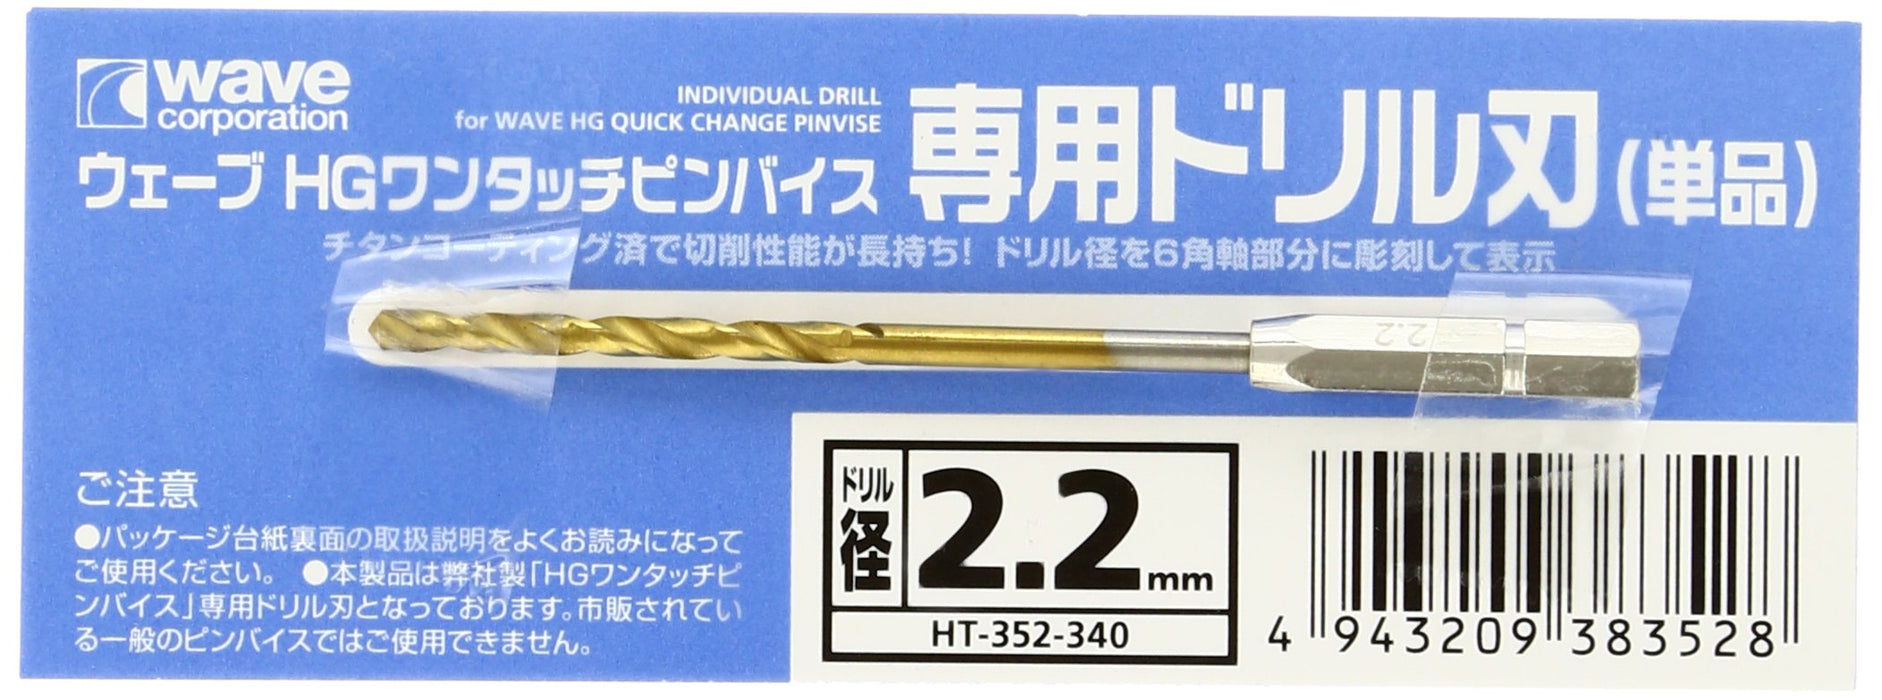 wave
corporation
INDIVIDUAL DRILL
for WAVE HG QUICK CHANGE PINVISE
ウェーブ HGワンタッチピンバイス
専用ドリル刃(単品)
チタンコーティング済で切削性能が長持ち! ドリル径を6角軸部分に彫刻して表示
2.2
ご注意
●パッケージ台紙裏面の取扱説明をよくお読みになって
ご使用ください。 ●本製品は弊社製「HGワンタッチピ
ンバイス」専用ドリル刃となっております。市販されてい
る一般のピンバイスではご使用できません。
ドリル径 2.2mm
HT-352-340
4 943209 383528